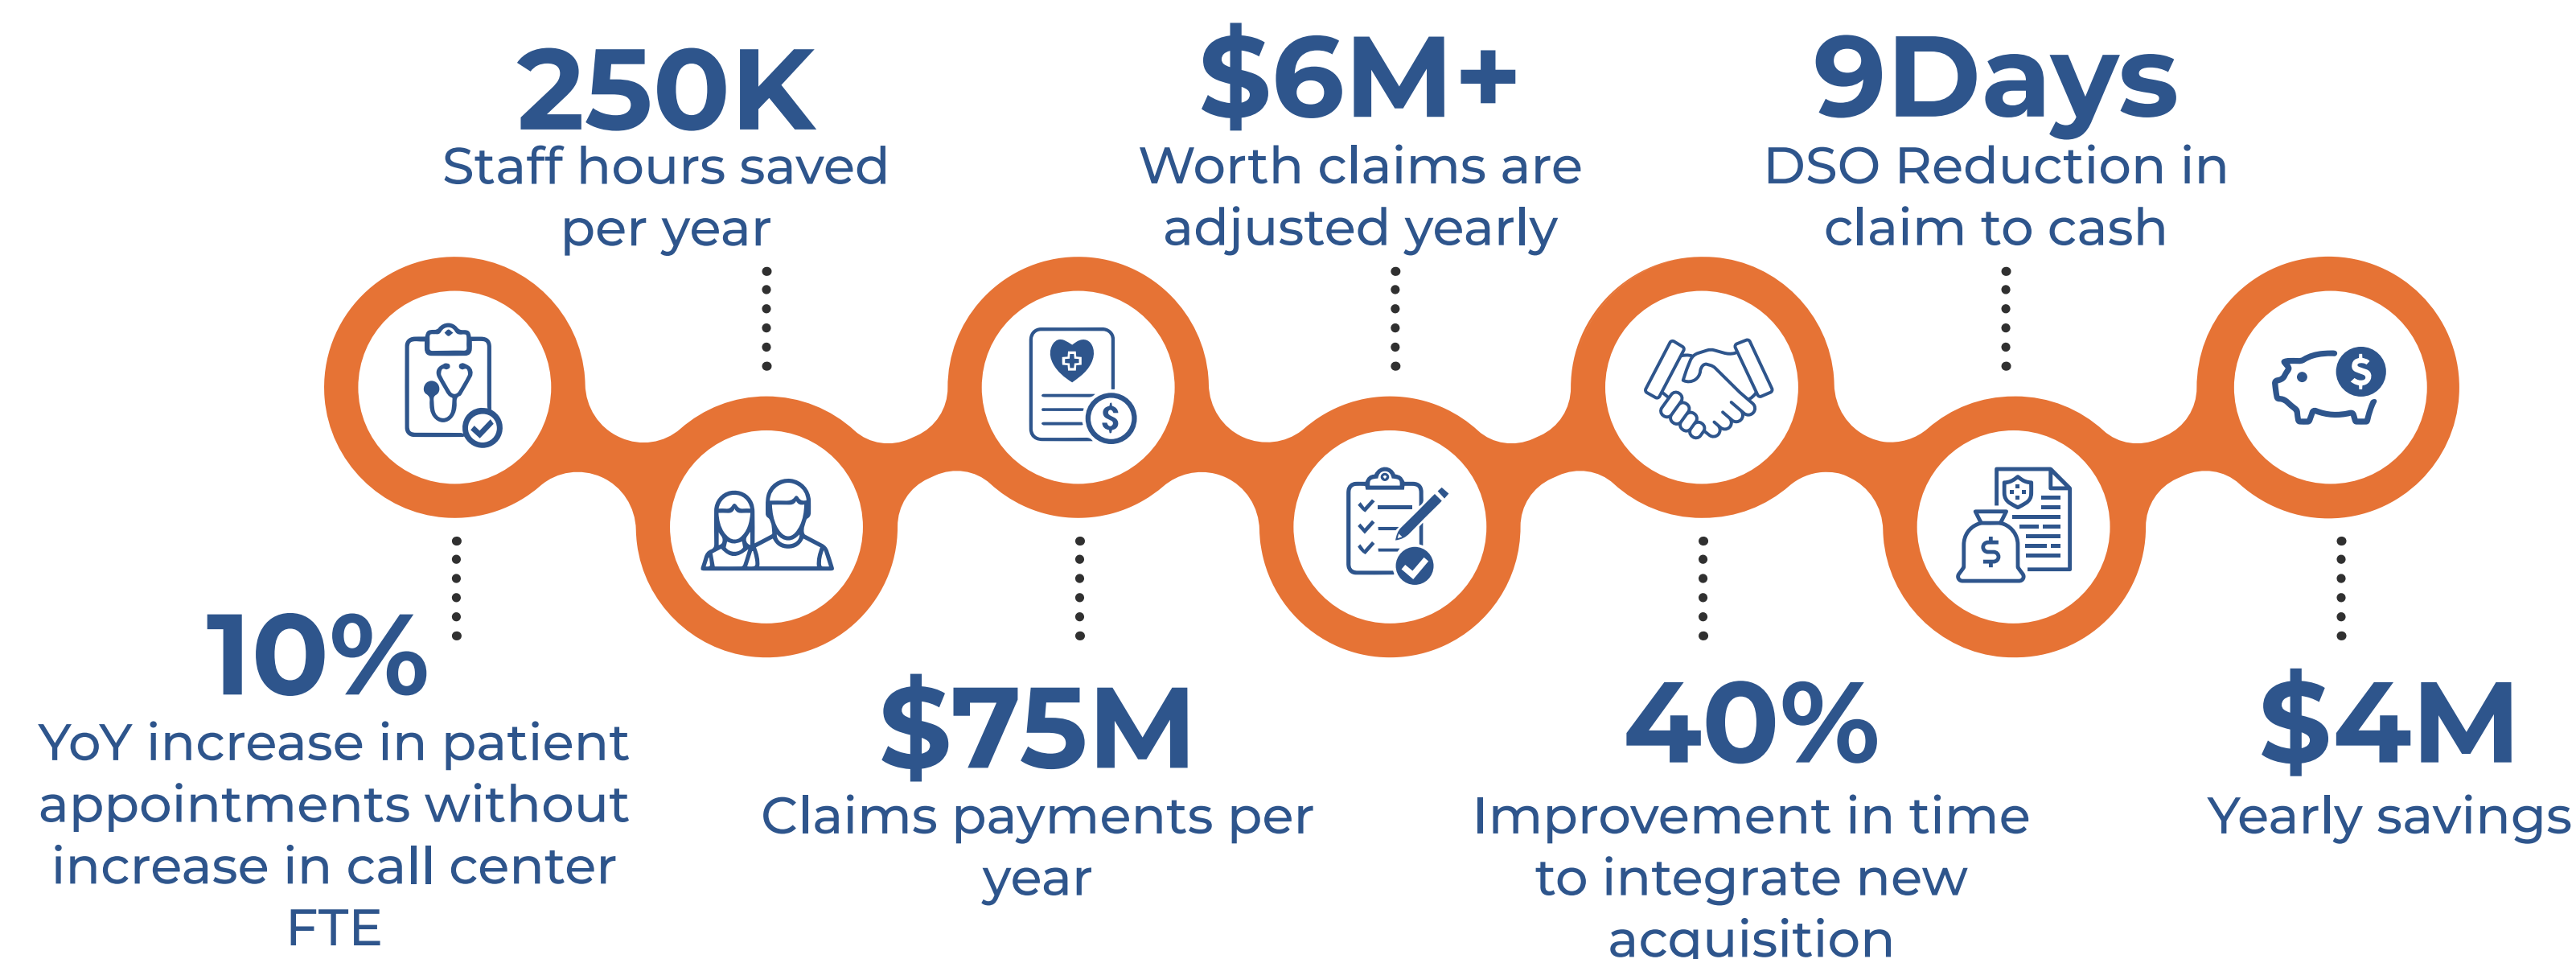 250K
Staff hours saved
per year
$6M+
Worth claims are
adjusted yearly
9Days
DSO Reduction in
claim to cash
10%
YoY increase in patient
appointments without
increase in call center
FTE
$75M
Claims payments per
year
40%
Improvement in time
to integrate new
acquisition
$4M
Yearly savings